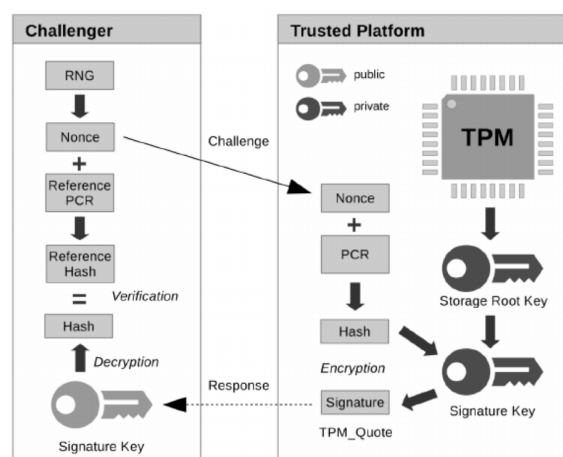 Challenger
RNG
Nonce
+
Reference
PCR
Reference
Hash
= Verification
Hash
Decryption
Signature Key
Challenge
Response
Trusted Platform
public
private
TPM
Nonce
+
PCR
Hash
Encryption
Signature
TPM_Quote
Storage Root Key
Signature Key